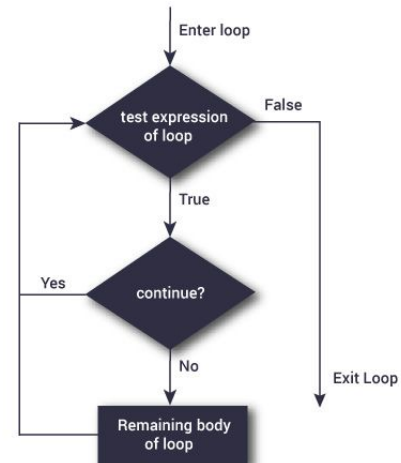 Enter loop
test expression
of loop
False
True
Yes
continue?
No
Exit Loop
Remaining body
of loop